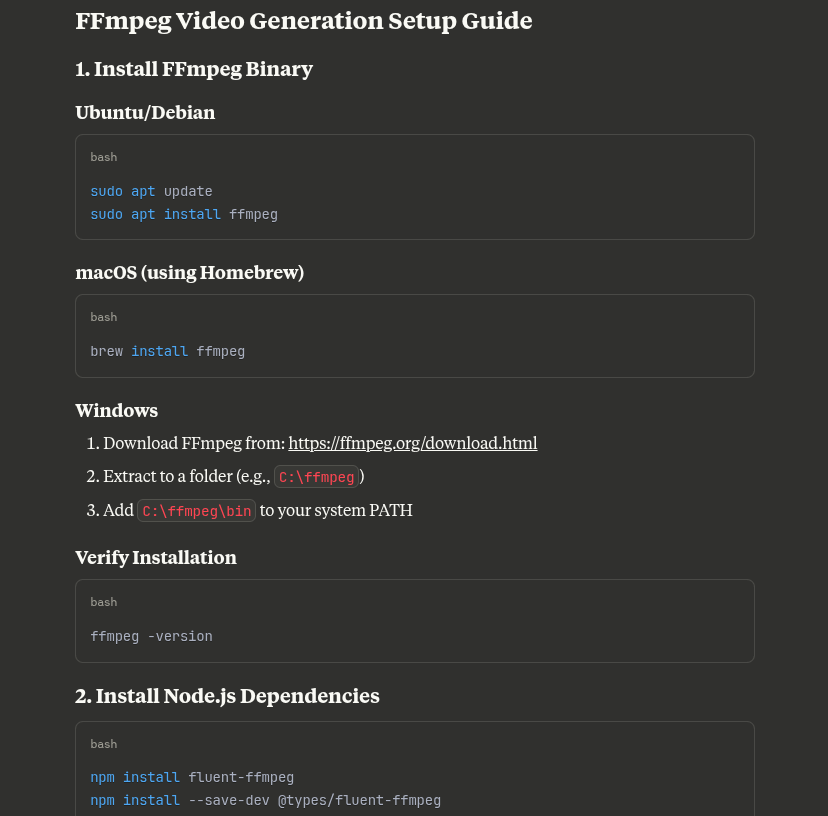 FFmpeg Video Generation Setup Guide
1. Install FFmpeg Binary
Ubuntu/Debian
bash
sudo apt update
sudo apt install ffmpeg
macOS (using Homebrew)
bash
brew install ffmpeg
Windows
1. Download FFmpeg from: https://ffmpeg.org/download.html
2. Extract to a folder (e.g., C:\ffmpeg)
3. Add C:\ffmpeg\bin to your system PATH
Verify Installation
bash
ffmpeg -version
2. Install Node.js Dependencies
bash
npm install fluent-ffmpeg
npm install --save-dev @types/fluent-ffmpeg